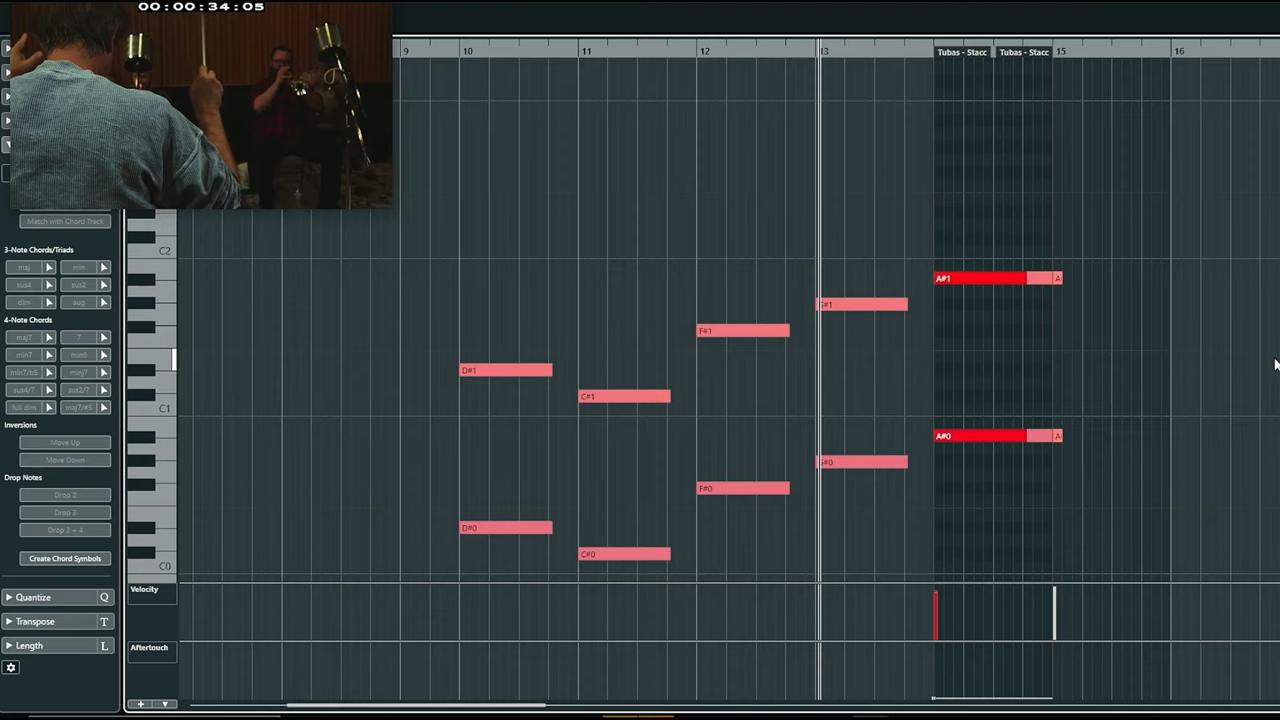 00:00:34:05
9 10 11 12 13 15 16
Tubas - Stacc Tubas - Stacc
Match with Chord Track
C2
3-Note Chords/Triads
maj min
sus4 sus2
dim aug
A#1
G#1
4-Note Chords
maj7 7
F#1
min7 min6
min7/b5 minj7
D#1
sus4/7 sus2/7
C#1
full dim maj7/#5
C1
Inversions
A#0
Move Up
Move Down
G#0
Drop Notes
F#0
Drop 2
Drop 3
D#0
Drop 2 + 4
C#0
Create Chord Symbols
C0
Velocity
Quantize Q
Transpose T
Length L
Aftertouch